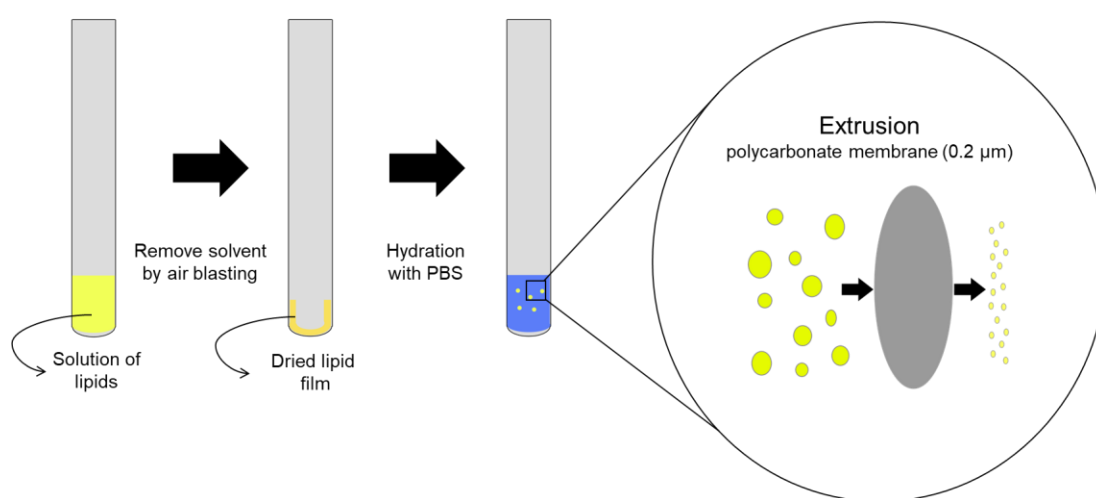 Remove solvent
by air blasting
Hydration
with PBS
Solution of
lipids
Dried lipid
film
Extrusion
polycarbonate membrane (0.2 µm)